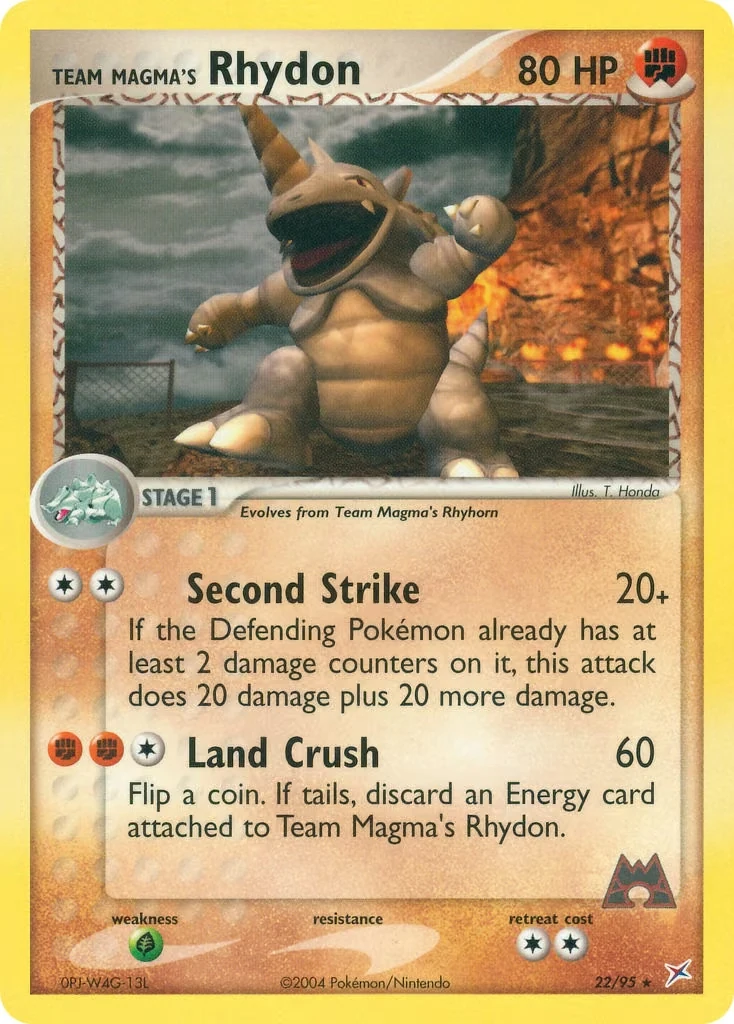 TEAM MAGMA'S Rhydon 80 HP
Illus. T. Honda
STAGE 1
Evolves from Team Magma's Rhyhorn
Second Strike 20+
If the Defending Pokémon already has at
least 2 damage counters on it, this attack
does 20 damage plus 20 more damage.
Land Crush 60
Flip a coin. If tails, discard an Energy card
attached to Team Magma's Rhydon.
weakness resistance retreat cost
0PJ-W4G-13L ©2004 Pokémon/Nintendo 22/95 ★